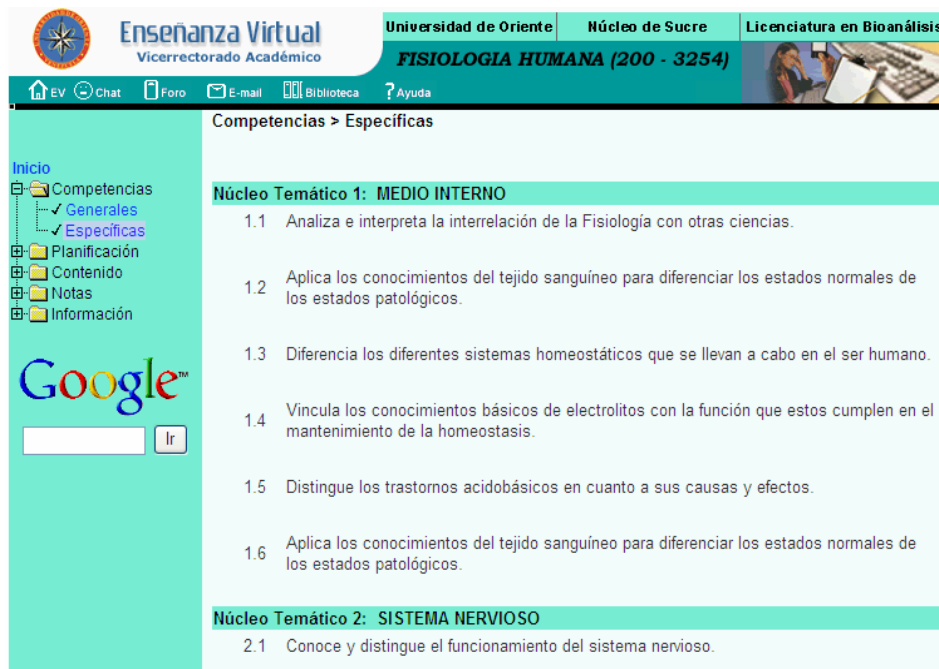 Enseñanza Virtual
Vicerrectorado Académico
Universidad de Oriente
Núcleo de Sucre
Licenciatura en Bioanálisis
FISIOLOGIA HUMANA (200 - 3254)
EV Chat Foro E-mail Biblioteca ? Ayuda
Competencias > Específicas
Inicio
Competencias
Generales
Específicas
Planificación
Contenido
Notas
Información
Google™
Ir
Núcleo Temático 1: MEDIO INTERNO
1.1 Analiza e interpreta la interrelación de la Fisiología con otras ciencias.
1.2 Aplica los conocimientos del tejido sanguíneo para diferenciar los estados normales de
los estados patológicos.
1.3 Diferencia los diferentes sistemas homeostáticos que se llevan a cabo en el ser humano.
1.4 Vincula los conocimientos básicos de electrolitos con la función que estos cumplen en el
mantenimiento de la homeostasis.
1.5 Distingue los trastornos acidobásicos en cuanto a sus causas y efectos.
1.6 Aplica los conocimientos del tejido sanguíneo para diferenciar los estados normales de
los estados patológicos.
Núcleo Temático 2: SISTEMA NERVIOSO
2.1 Conoce y distingue el funcionamiento del sistema nervioso.